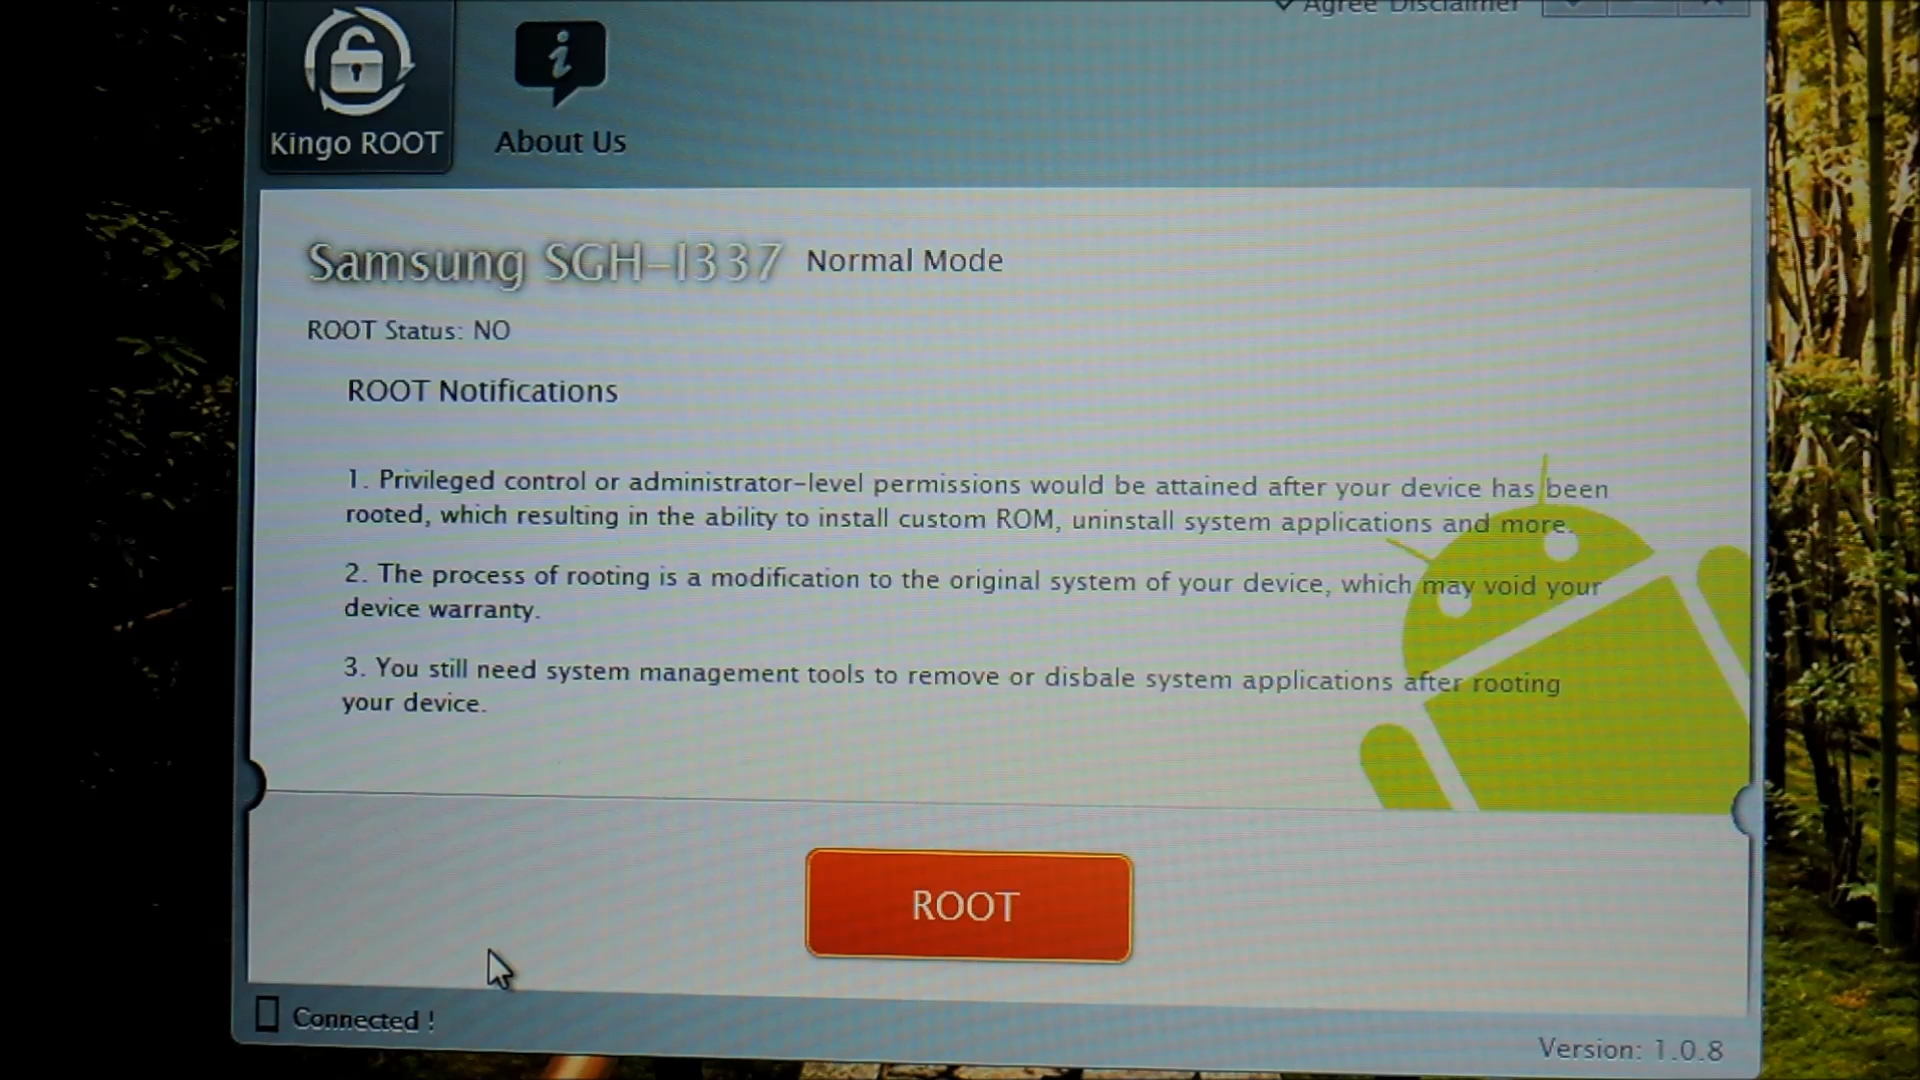 Agree Disclaimer
Kingo ROOT
About Us
Samsung SGH-I337 Normal Mode
ROOT Status: NO
ROOT Notifications
1. Privileged control or administrator-level permissions would be attained after your device has been
rooted, which resulting in the ability to install custom ROM, uninstall system applications and more.
2. The process of rooting is a modification to the original system of your device, which may void your
device warranty.
3. You still need system management tools to remove or disbale system applications after rooting
your device.
ROOT
Connected !
Version: 1.0.8